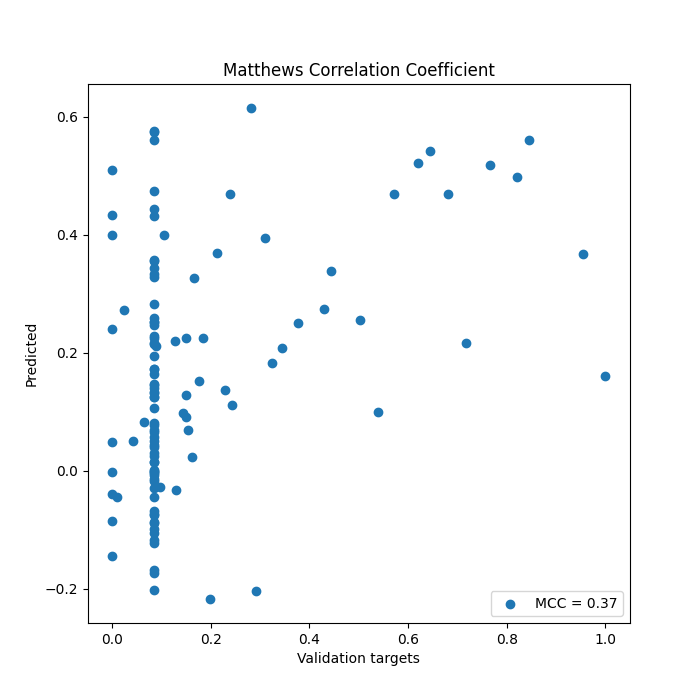 Matthews Correlation Coefficient
Predicted
0.6
0.4
0.2
0.0
−0.2
MCC = 0.37
0.0 0.2 0.4 0.6 0.8 1.0
Validation targets